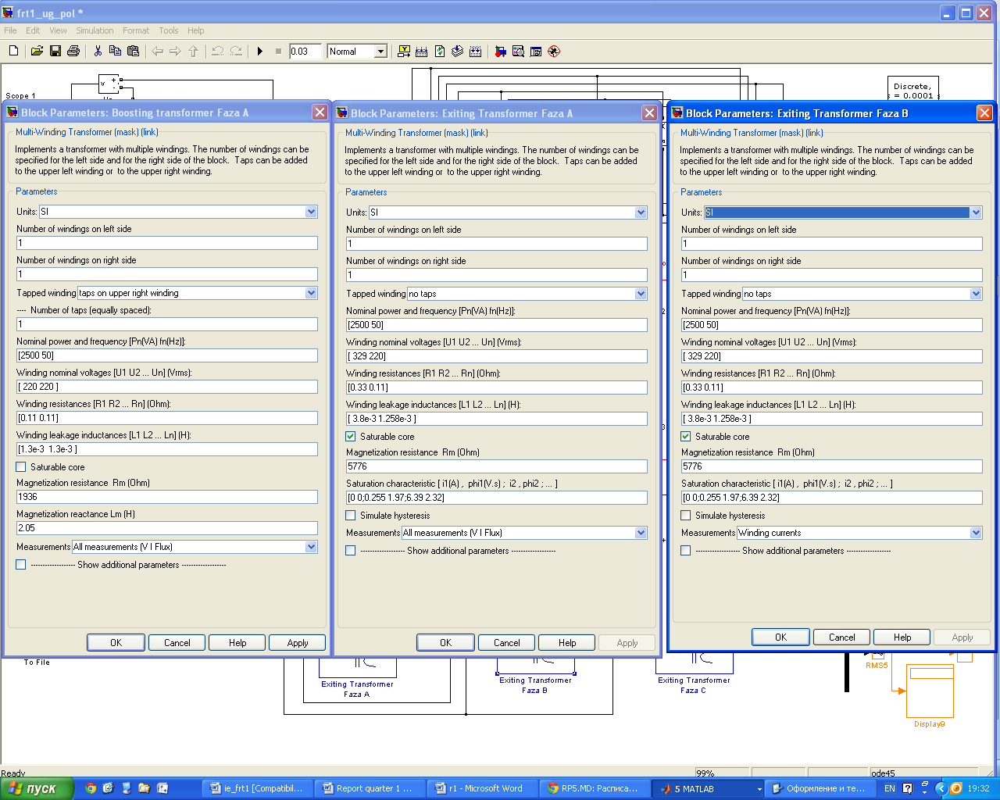 frt1_ug_pol *
File Edit View Simulation Format Tools Help
0.03 Normal
Scope 1
v + -
Discrete,
= 0.0001
Block Parameters: Boosting transformer Faza A
Multi-Winding Transformer (mask) (link)
Implements a transformer with multiple windings. The number of windings can be
specified for the left side and for the right side of the block. Taps can be added
to the upper left winding or to the upper right winding.
Parameters
Units: SI
Number of windings on left side
1
Number of windings on right side
1
Tapped winding taps on upper right winding
---- Number of taps (equally spaced):
1
Nominal power and frequency [Pn(VA) fn(Hz)]:
[2500 50]
Winding nominal voltages [U1 U2 ... Un] (Vrms):
[ 220 220 ]
Winding resistances [R1 R2 ... Rn] (Ohm):
[0.11 0.11]
Winding leakage inductances [L1 L2 ... Ln] (H):
[1.3e-3 1.3e-3 ]
Saturable core
Magnetization resistance Rm (Ohm)
1936
Magnetization reactance Lm (H)
2.05
Measurements All measurements (V I Flux)
------------------- Show additional parameters -------------------
OK Cancel Help Apply
Block Parameters: Exiting Transformer Faza A
Multi-Winding Transformer (mask) (link)
Implements a transformer with multiple windings. The number of windings can be
specified for the left side and for the right side of the block. Taps can be added
to the upper left winding or to the upper right winding.
Parameters
Units: SI
Number of windings on left side
1
Number of windings on right side
1
Tapped winding no taps
Nominal power and frequency [Pn(VA) fn(Hz)]:
[2500 50]
Winding nominal voltages [U1 U2 ... Un] (Vrms):
[ 329 220]
Winding resistances [R1 R2 ... Rn] (Ohm):
[0.33 0.11]
Winding leakage inductances [L1 L2 ... Ln] (H):
[ 3.8e-3 1.258e-3 ]
Saturable core
Magnetization resistance Rm (Ohm)
5776
Saturation characteristic [ i1(A) , phi1(V.s) ; i2 , phi2 ; ... ]
[0 0;0.255 1.97;6.39 2.32]
Simulate hysteresis
Measurements All measurements (V I Flux)
------------------- Show additional parameters -------------------
OK Cancel Help Apply
Block Parameters: Exiting Transformer Faza B
Multi-Winding Transformer (mask) (link)
Implements a transformer with multiple windings. The number of windings can be
specified for the left side and for the right side of the block. Taps can be added
to the upper left winding or to the upper right winding.
Parameters
Units: SI
Number of windings on left side
1
Number of windings on right side
1
Tapped winding no taps
Nominal power and frequency [Pn(VA) fn(Hz)]:
[2500 50]
Winding nominal voltages [U1 U2 ... Un] (Vrms):
[ 329 220]
Winding resistances [R1 R2 ... Rn] (Ohm):
[0.33 0.11]
Winding leakage inductances [L1 L2 ... Ln] (H):
[ 3.8e-3 1.258e-3 ]
Saturable core
Magnetization resistance Rm (Ohm)
5776
Saturation characteristic [ i1(A) , phi1(V.s) ; i2 , phi2 ; ... ]
[0 0;0.255 1.97;6.39 2.32]
Simulate hysteresis
Measurements Winding currents
------------------- Show additional parameters -------------------
OK Cancel Help Apply
To File
Exiting Transformer
Faza A
Exiting Transformer
Faza B
Exiting Transformer
Faza C
RMS5
Display9
Ready 99% ode45
пуск
ie_frt1 [Compatibil...
Report quarter 1 ...
r1 - Microsoft Word
RP5.MD: Расписа...
5 MATLAB
Оформление и те...
EN
19:32